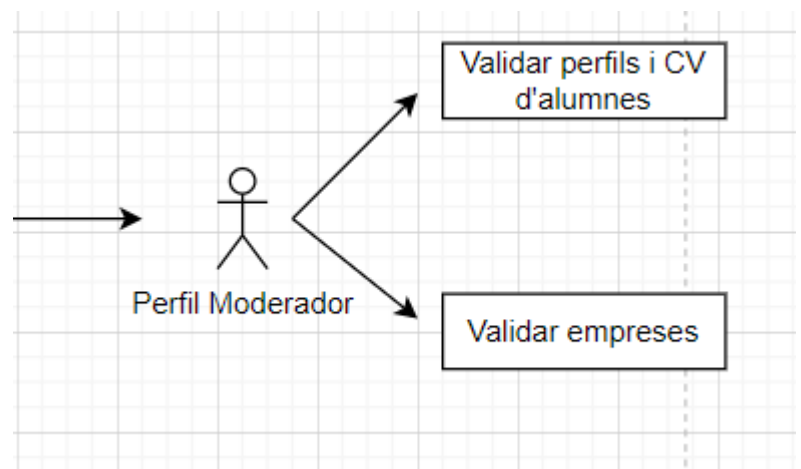 Validar perfils i CV
d'alumnes
Perfil Moderador
Validar empreses